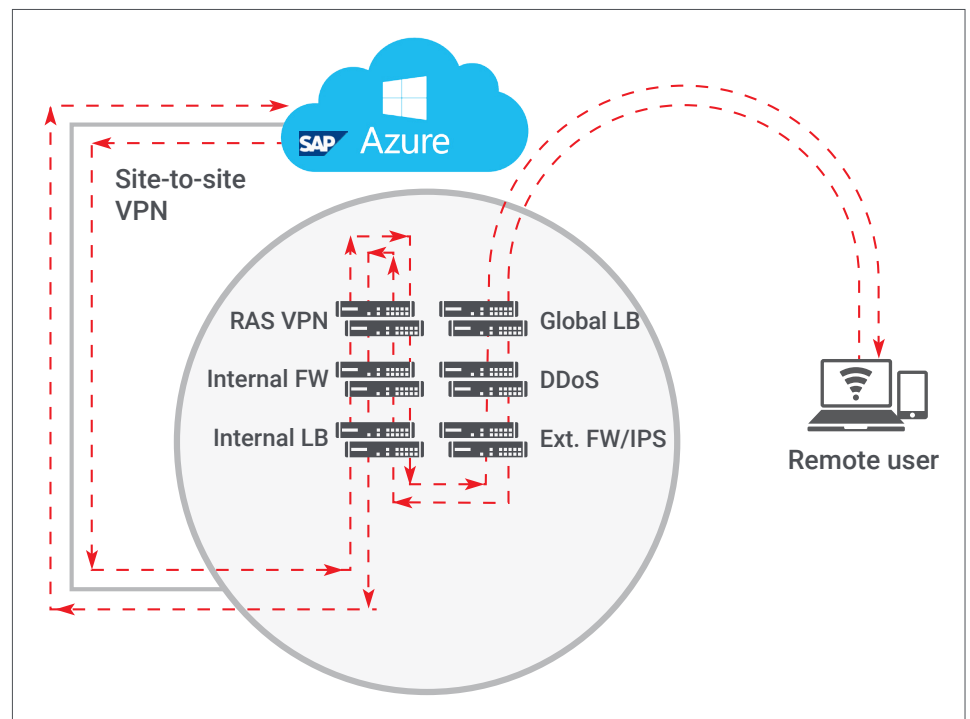 SAP
Azure
Site-to-site
VPN
RAS VPN
Global LB
Internal FW
DDoS
Internal LB
Ext. FW/IPS
Remote user